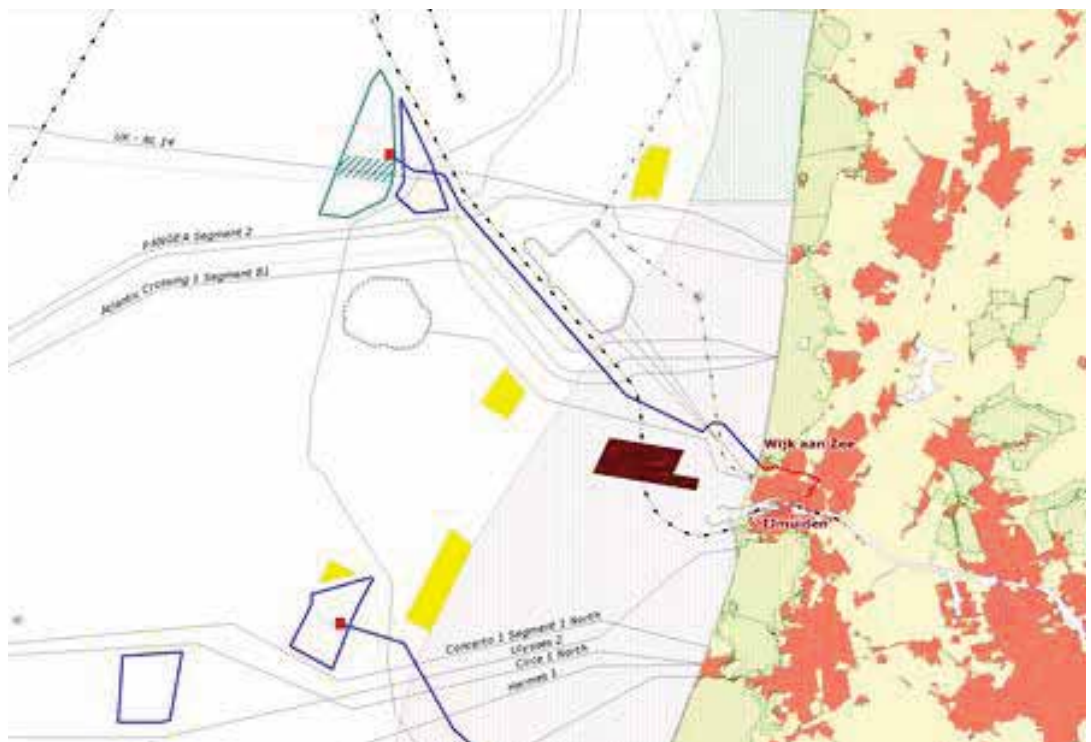 UK - NL 14
PANGEA Segment 2
Atlantic Crossing 1 Segment B1
Wijk aan Zee
IJmuiden
Concerto 1 Segment 1 North
Ulysses 2
Circe 1 North
Hermes 1